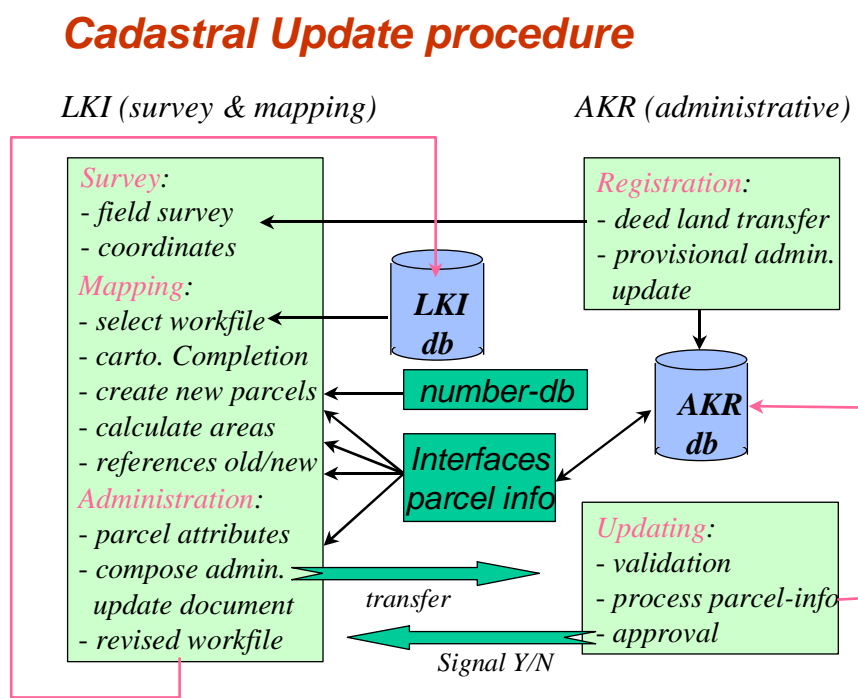 Cadastral Update procedure
LKI (survey & mapping)
AKR (administrative)
Survey:
- field survey
- coordinates
Mapping:
- select workfile
- carto. Completion
- create new parcels
- calculate areas
- references old/new
Administration:
- parcel attributes
- compose admin.
update document
- revised workfile
LKI
db
number-db
Interfaces
parcel info
transfer
Signal Y/N
Registration:
- deed land transfer
- provisional admin.
update
AKR
db
Updating:
- validation
- process parcel-info
- approval